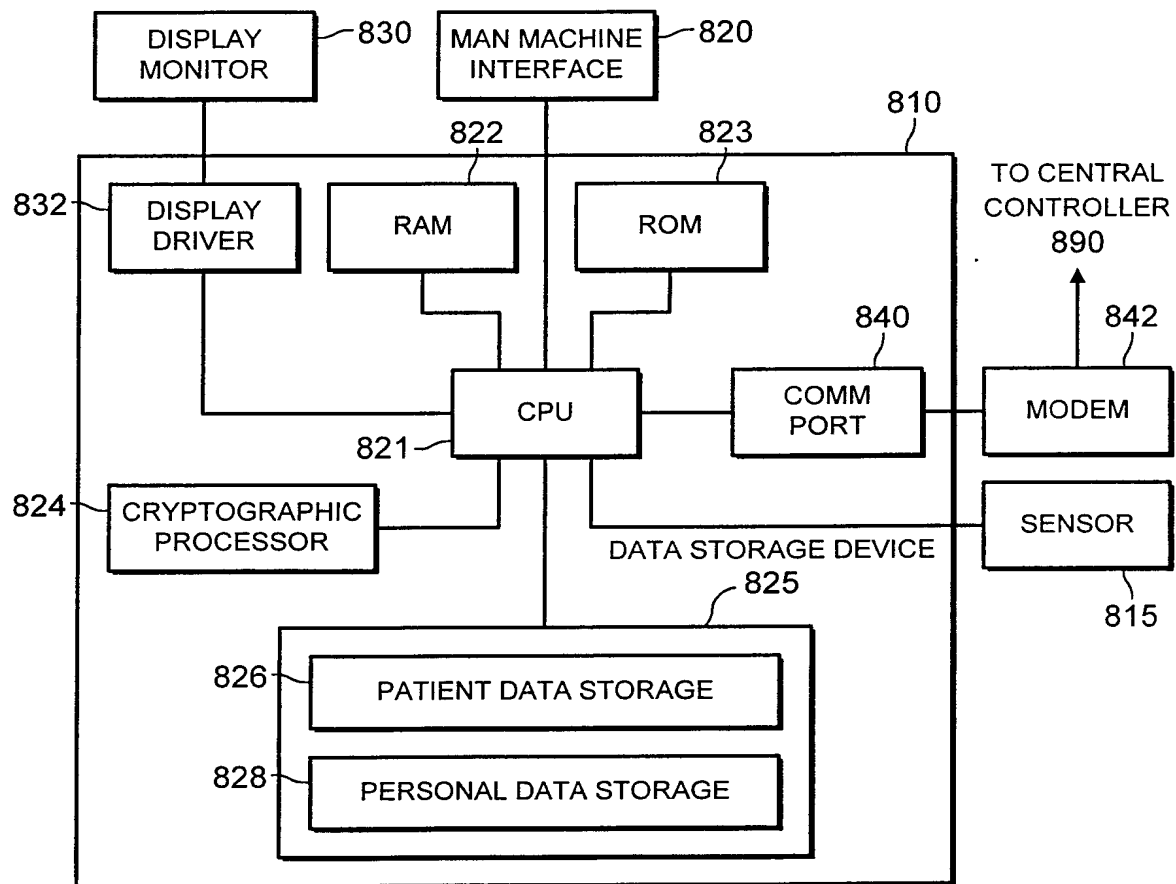 DISPLAY
MONITOR
830
MAN MACHINE
INTERFACE
820
810
822
823
832
DISPLAY
DRIVER
RAM
ROM
TO CENTRAL
CONTROLLER
890
840
842
CPU
821
COMM
PORT
MODEM
824
CRYPTOGRAPHIC
PROCESSOR
SENSOR
815
DATA STORAGE DEVICE
825
826
PATIENT DATA STORAGE
828
PERSONAL DATA STORAGE